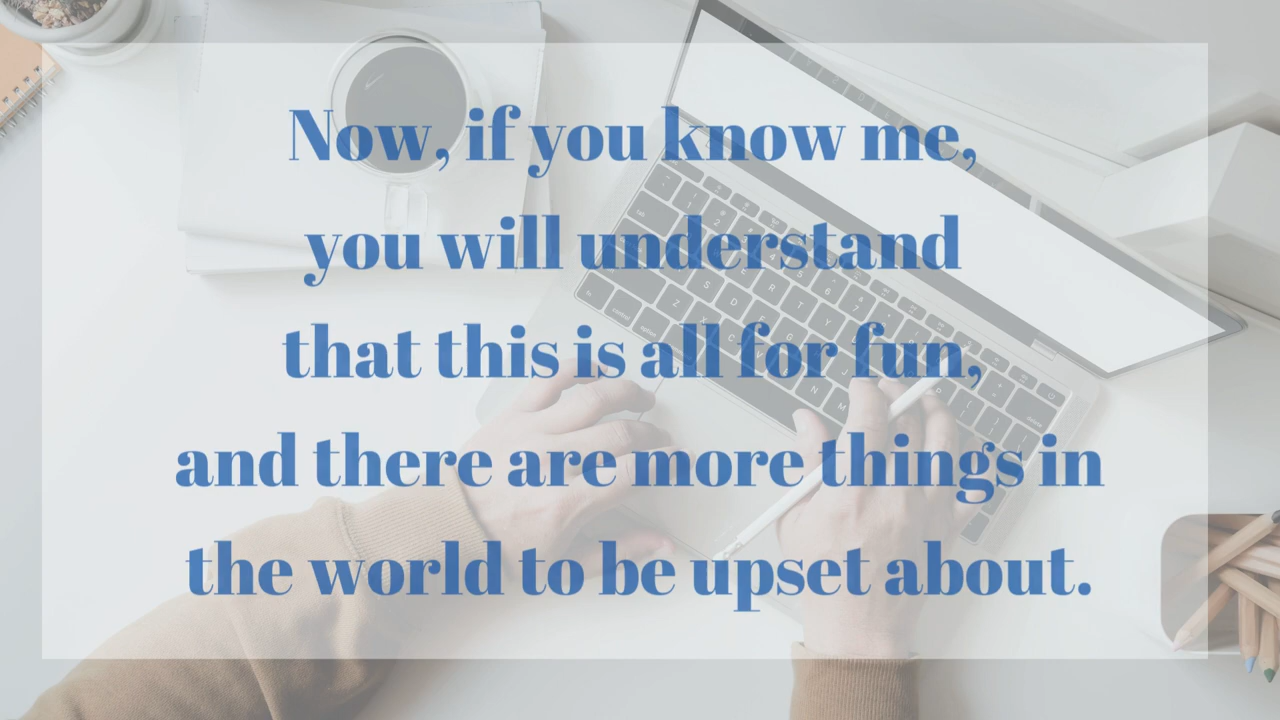 Now, if you know me,
you will understand
that this is all for fun,
and there are more things in
the world to be upset about.